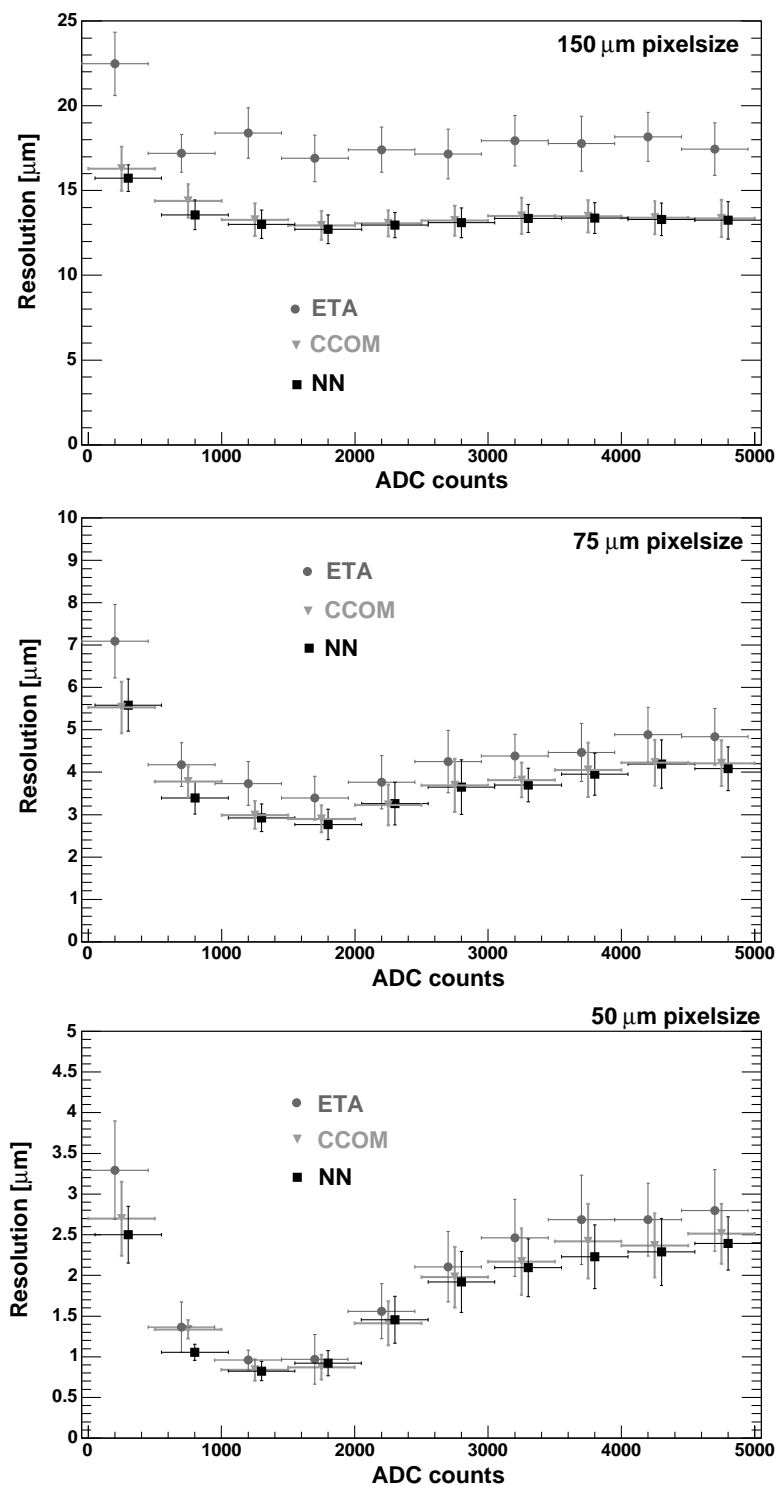 150 μm pixelsize
25
20
15
10
5
0
Resolution [μm]
ETA
CCOM
NN
0 1000 2000 3000 4000 5000
ADC counts
75 μm pixelsize
10
9
8
7
6
5
4
3
2
1
0
Resolution [μm]
ETA
CCOM
NN
0 1000 2000 3000 4000 5000
ADC counts
50 μm pixelsize
5
4.5
4
3.5
3
2.5
2
1.5
1
0.5
0
Resolution [μm]
ETA
CCOM
NN
0 1000 2000 3000 4000 5000
ADC counts